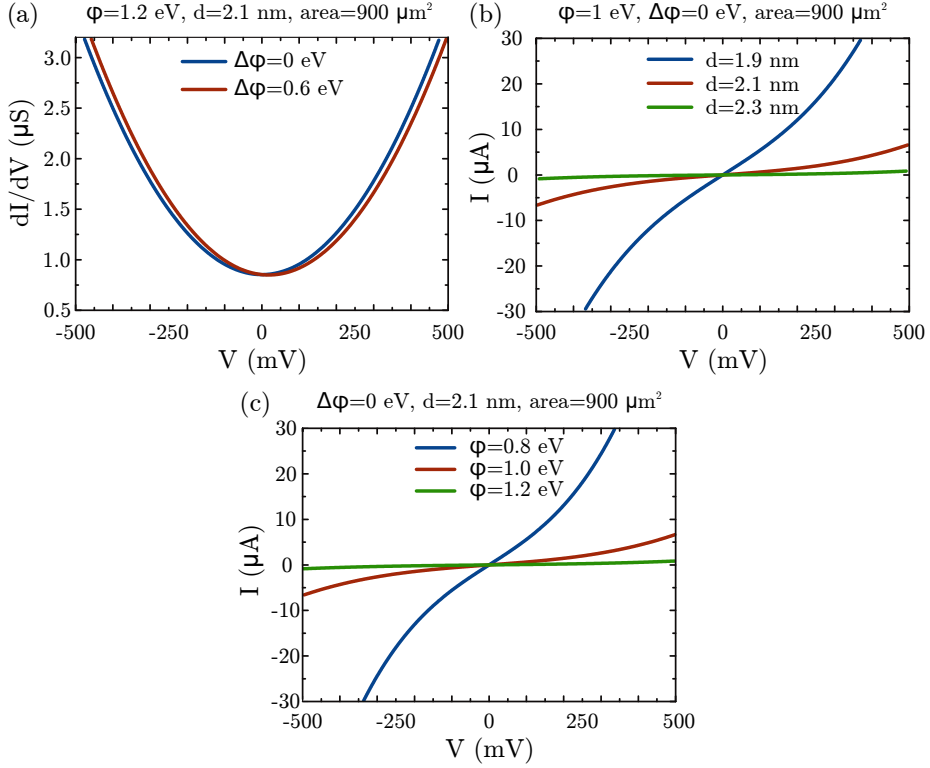 (a) φ=1.2 eV, d=2.1 nm, area=900 μm²
3.0
2.5
2.0
1.5
1.0
0.5
dI/dV (μS)
Δφ=0 eV
Δφ=0.6 eV
-500 -250 0 250 500
V (mV)
(b) φ=1 eV, Δφ=0 eV, area=900 μm²
30
20
10
0
-10
-20
-30
I (μA)
d=1.9 nm
d=2.1 nm
d=2.3 nm
-500 -250 0 250 500
V (mV)
(c) Δφ=0 eV, d=2.1 nm, area=900 μm²
30
20
10
0
-10
-20
-30
I (μA)
φ=0.8 eV
φ=1.0 eV
φ=1.2 eV
-500 -250 0 250 500
V (mV)